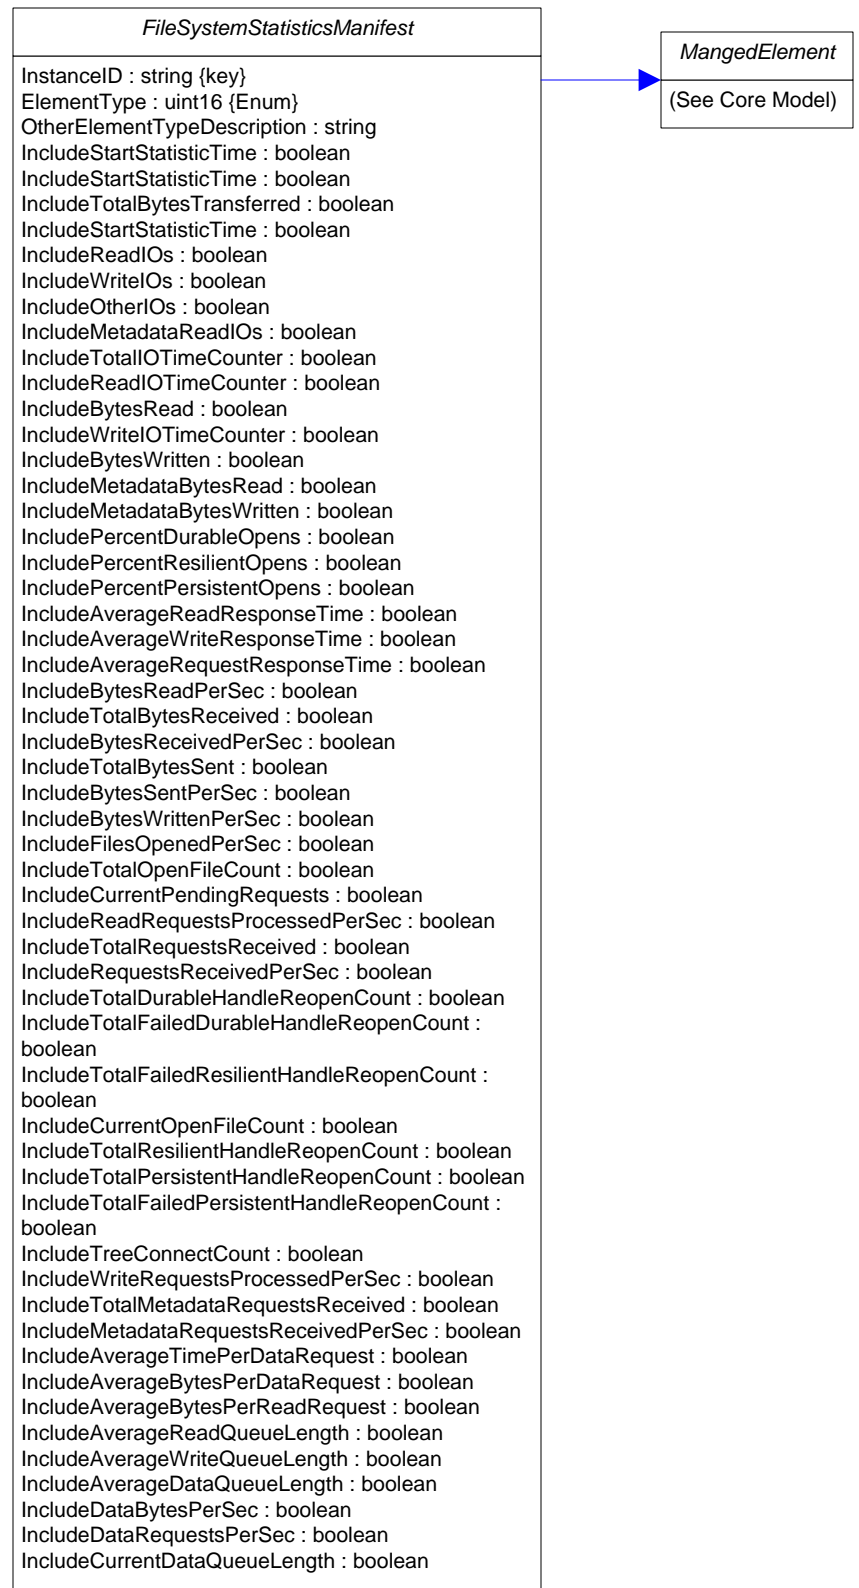 FileSystemStatisticsManifest
InstanceID : string {key}
ElementType : uint16 {Enum}
OtherElementTypeDescription : string
IncludeStartStatisticTime : boolean
IncludeStartStatisticTime : boolean
IncludeTotalBytesTransferred : boolean
IncludeStartStatisticTime : boolean
IncludeReadIOs : boolean
IncludeWriteIOs : boolean
IncludeOtherIOs : boolean
IncludeMetadataReadIOs : boolean
IncludeTotalIOTimeCounter : boolean
IncludeReadIOTimeCounter : boolean
IncludeBytesRead : boolean
IncludeWriteIOTimeCounter : boolean
IncludeBytesWritten : boolean
IncludeMetadataBytesRead : boolean
IncludeMetadataBytesWritten : boolean
IncludePercentDurableOpens : boolean
IncludePercentResilientOpens : boolean
IncludePercentPersistentOpens : boolean
IncludeAverageReadResponseTime : boolean
IncludeAverageWriteResponseTime : boolean
IncludeAverageRequestResponseTime : boolean
IncludeBytesReadPerSec : boolean
IncludeTotalBytesReceived : boolean
IncludeBytesReceivedPerSec : boolean
IncludeTotalBytesSent : boolean
IncludeBytesSentPerSec : boolean
IncludeBytesWrittenPerSec : boolean
IncludeFilesOpenedPerSec : boolean
IncludeTotalOpenFileCount : boolean
IncludeCurrentPendingRequests : boolean
IncludeReadRequestsProcessedPerSec : boolean
IncludeTotalRequestsReceived : boolean
IncludeRequestsReceivedPerSec : boolean
IncludeTotalDurableHandleReopenCount : boolean
IncludeTotalFailedDurableHandleReopenCount :
boolean
IncludeTotalFailedResilientHandleReopenCount :
boolean
IncludeCurrentOpenFileCount : boolean
IncludeTotalResilientHandleReopenCount : boolean
IncludeTotalPersistentHandleReopenCount : boolean
IncludeTotalFailedPersistentHandleReopenCount :
boolean
IncludeTreeConnectCount : boolean
IncludeWriteRequestsProcessedPerSec : boolean
IncludeTotalMetadataRequestsReceived : boolean
IncludeMetadataRequestsReceivedPerSec : boolean
IncludeAverageTimePerDataRequest : boolean
IncludeAverageBytesPerDataRequest : boolean
IncludeAverageBytesPerReadRequest : boolean
IncludeAverageReadQueueLength : boolean
IncludeAverageWriteQueueLength : boolean
IncludeAverageDataQueueLength : boolean
IncludeDataBytesPerSec : boolean
IncludeDataRequestsPerSec : boolean
IncludeCurrentDataQueueLength : boolean
MangedElement
(See Core Model)